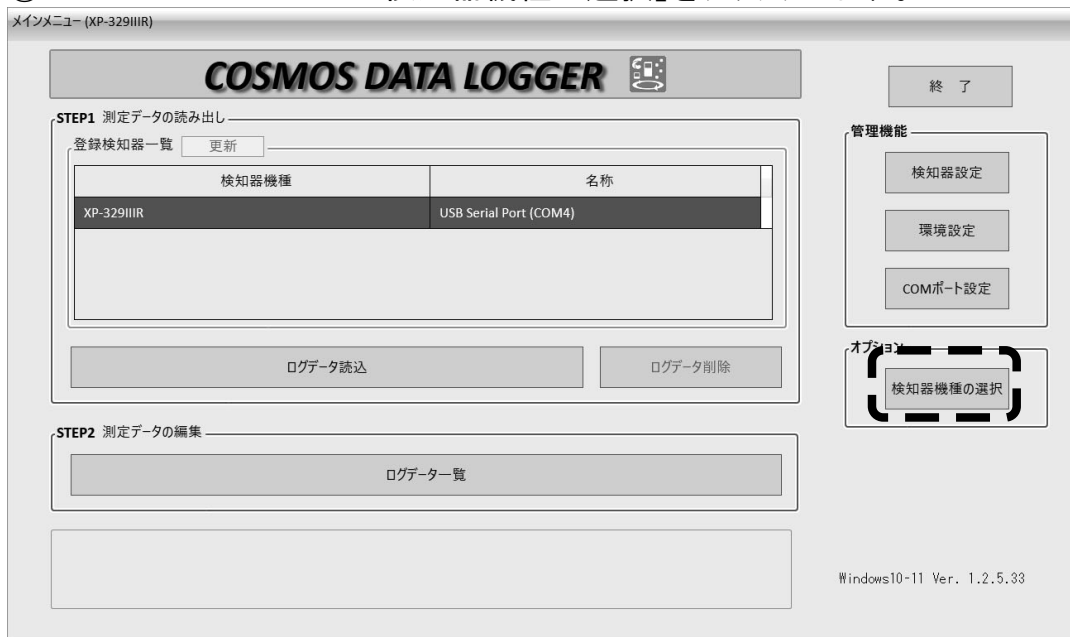 メインメニュー (XP-329IIIR)
COSMOS DATA LOGGER
終 了
STEP1 測定データの読み出し
登録検知器一覧 更新
検知器機種 名称
XP-329IIIR USB Serial Port (COM4)
ログデータ読込 ログデータ削除
STEP2 測定データの編集
ログデータ一覧
管理機能
検知器設定
環境設定
COMポート設定
オプション
検知器機種の選択
Windows10-11 Ver. 1.2.5.33